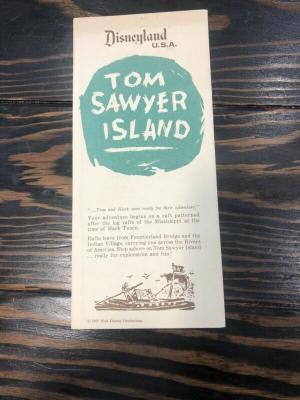 Disneyland
U.S.A.
TOM
SAWYER
ISLAND
"...Tom and Huck were ready for their adventure."
Your adventure begins on a raft patterned
after the log rafts of the Mississippi at the
time of Mark Twain.
Rafts leave from Frontierland Bridge and the
Indian Village, carrying you across the Rivers
of America. Step ashore on Tom Sawyer Island
...ready for exploration and fun!
Walt Disney Productions